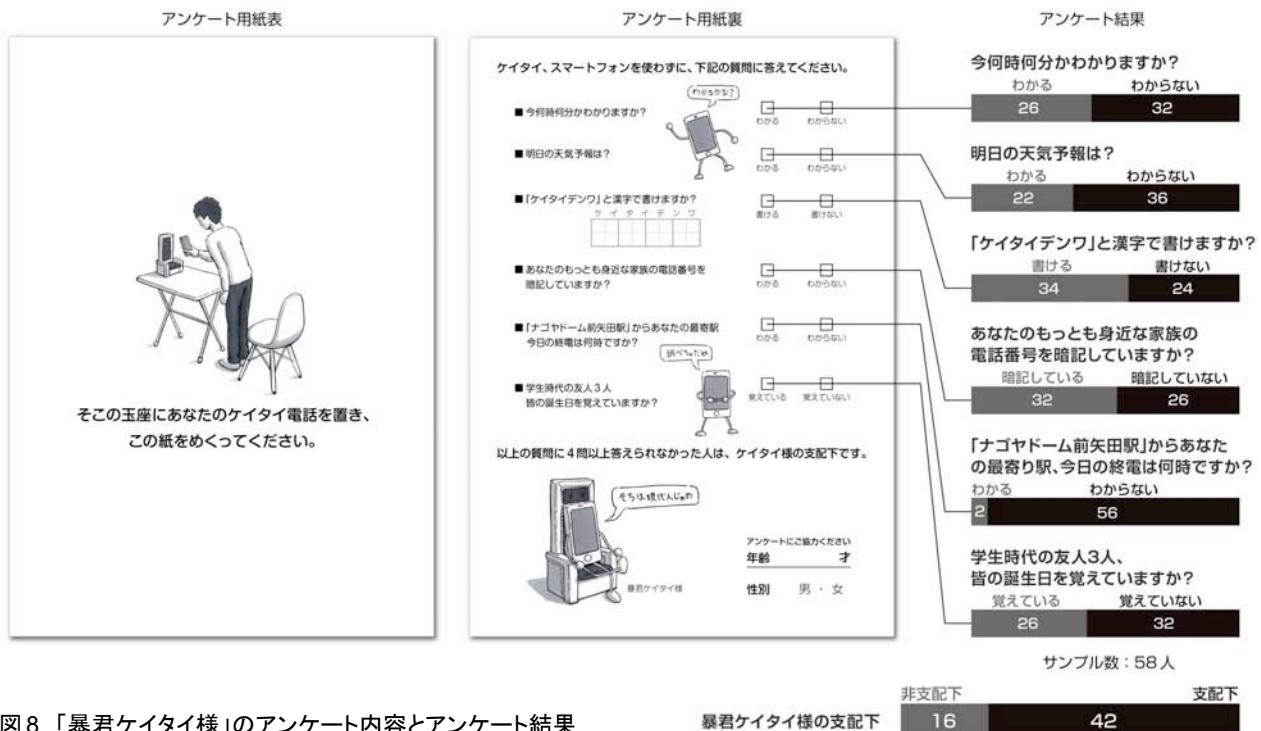 アンケート用紙表
アンケート用紙裏
アンケート結果
そこの玉座にあなたのケイタイ電話を置き、
この紙をめくってください。
ケイタイ、スマートフォンを使わずに、下記の質問に答えてください。
わかるかな?
■ 今何時何分かわかりますか?
わかる わからない
■ 明日の天気予報は?
わかる わからない
■「ケイタイデンワ」と漢字で書けますか?
ケイタイデンワ
書ける 書けない
■ あなたのもっとも身近な家族の電話番号を
暗記していますか?
わかる わからない
■「ナゴヤドーム前矢田駅」からあなたの最寄駅
今日の終電は何時ですか?
わかる わからない
調べちゃだめ
■ 学生時代の友人3人
皆の誕生日を覚えていますか?
覚えている 覚えていない
以上の質問に4問以上答えられなかった人は、ケイタイ様の支配下です。
そちは現代人じゃの
暴君ケイタイ様
アンケートにご協力ください
年齢 才
性別 男・女
今何時何分かわかりますか?
わかる わからない
26 32
明日の天気予報は?
わかる わからない
22 36
「ケイタイデンワ」と漢字で書けますか?
書ける 書けない
34 24
あなたのもっとも身近な家族の
電話番号を暗記していますか?
暗記している 暗記していない
32 26
「ナゴヤドーム前矢田駅」からあなた
の最寄り駅、今日の終電は何時ですか?
わかる わからない
2 56
学生時代の友人3人、
皆の誕生日を覚えていますか?
覚えている 覚えていない
26 32
サンプル数:58人
非支配下 支配下
暴君ケイタイ様の支配下 16 42
図8 「暴君ケイタイ様」のアンケート内容とアンケート結果